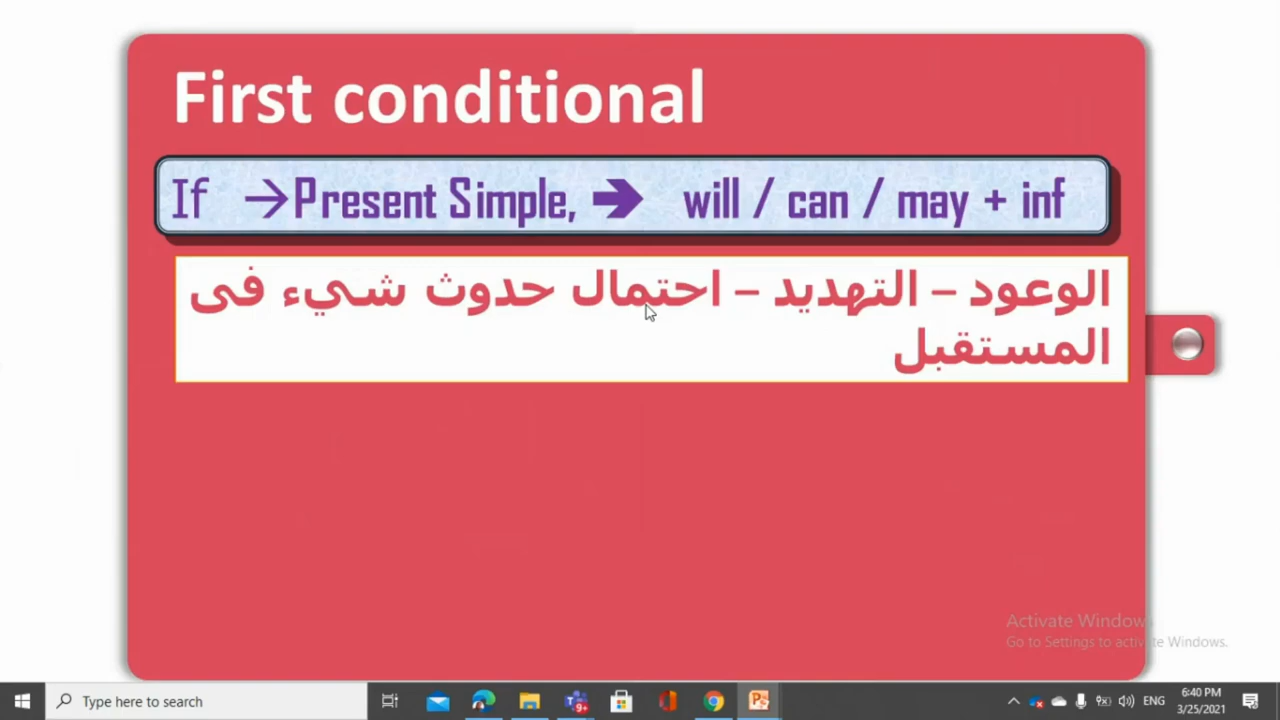 First conditional
If → Present Simple, → will / can / may + inf
الوعود – التهديد – احتمال حدوث شيء فى
المستقبل
Activate Windows
Go to Settings to activate Windows.
Type here to search
9+
ENG
6:40 PM
3/25/2021